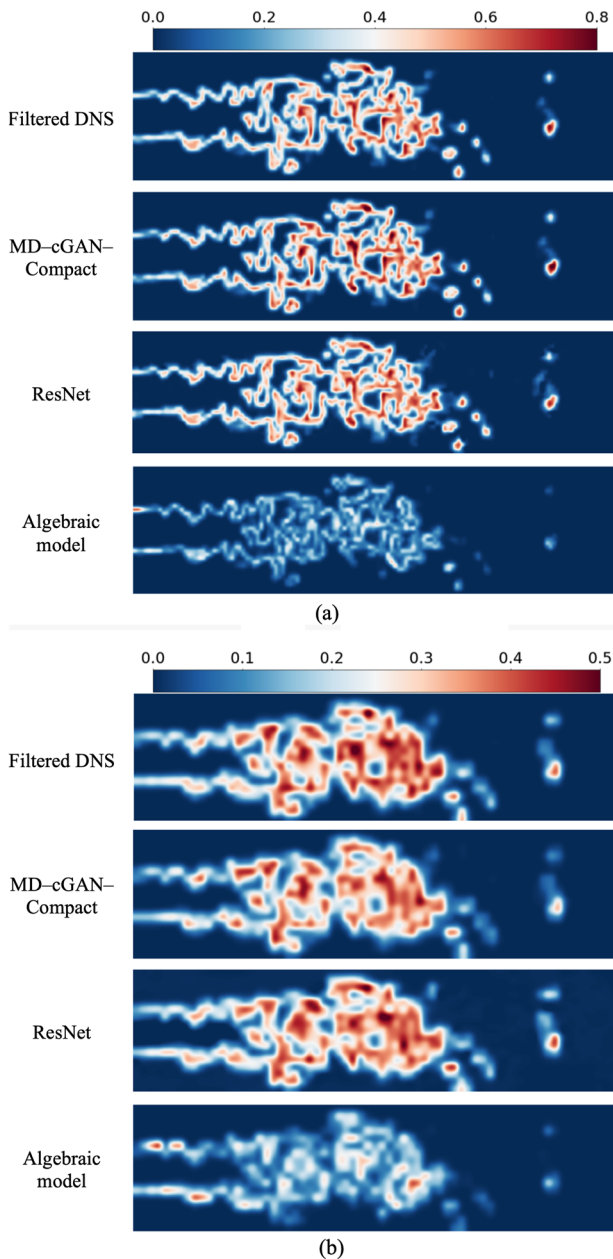 0.0 0.2 0.4 0.6 0.8
Filtered DNS
MD–cGAN–
Compact
ResNet
Algebraic
model
(a)
0.0 0.1 0.2 0.3 0.4 0.5
Filtered DNS
MD–cGAN–
Compact
ResNet
Algebraic
model
(b)